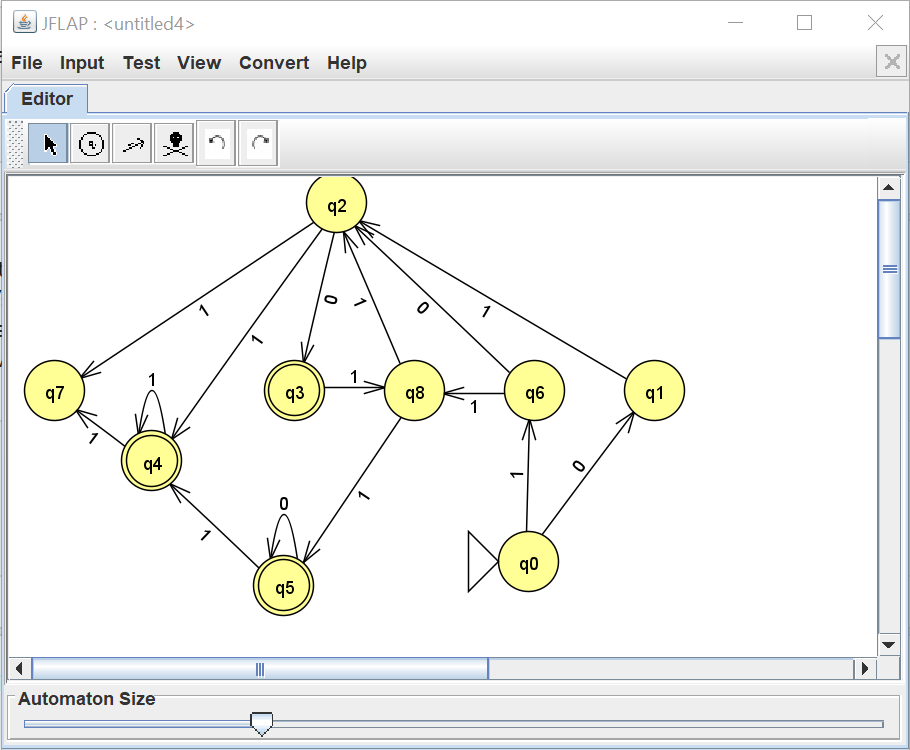 JFLAP : <untitled4>
File Input Test View Convert Help
Editor
q2
1
1
0
1
0
1
q7
1
q3
1
q8
1
q6
q1
q4
1
1
0
1
1
0
q5
q0
Automaton Size